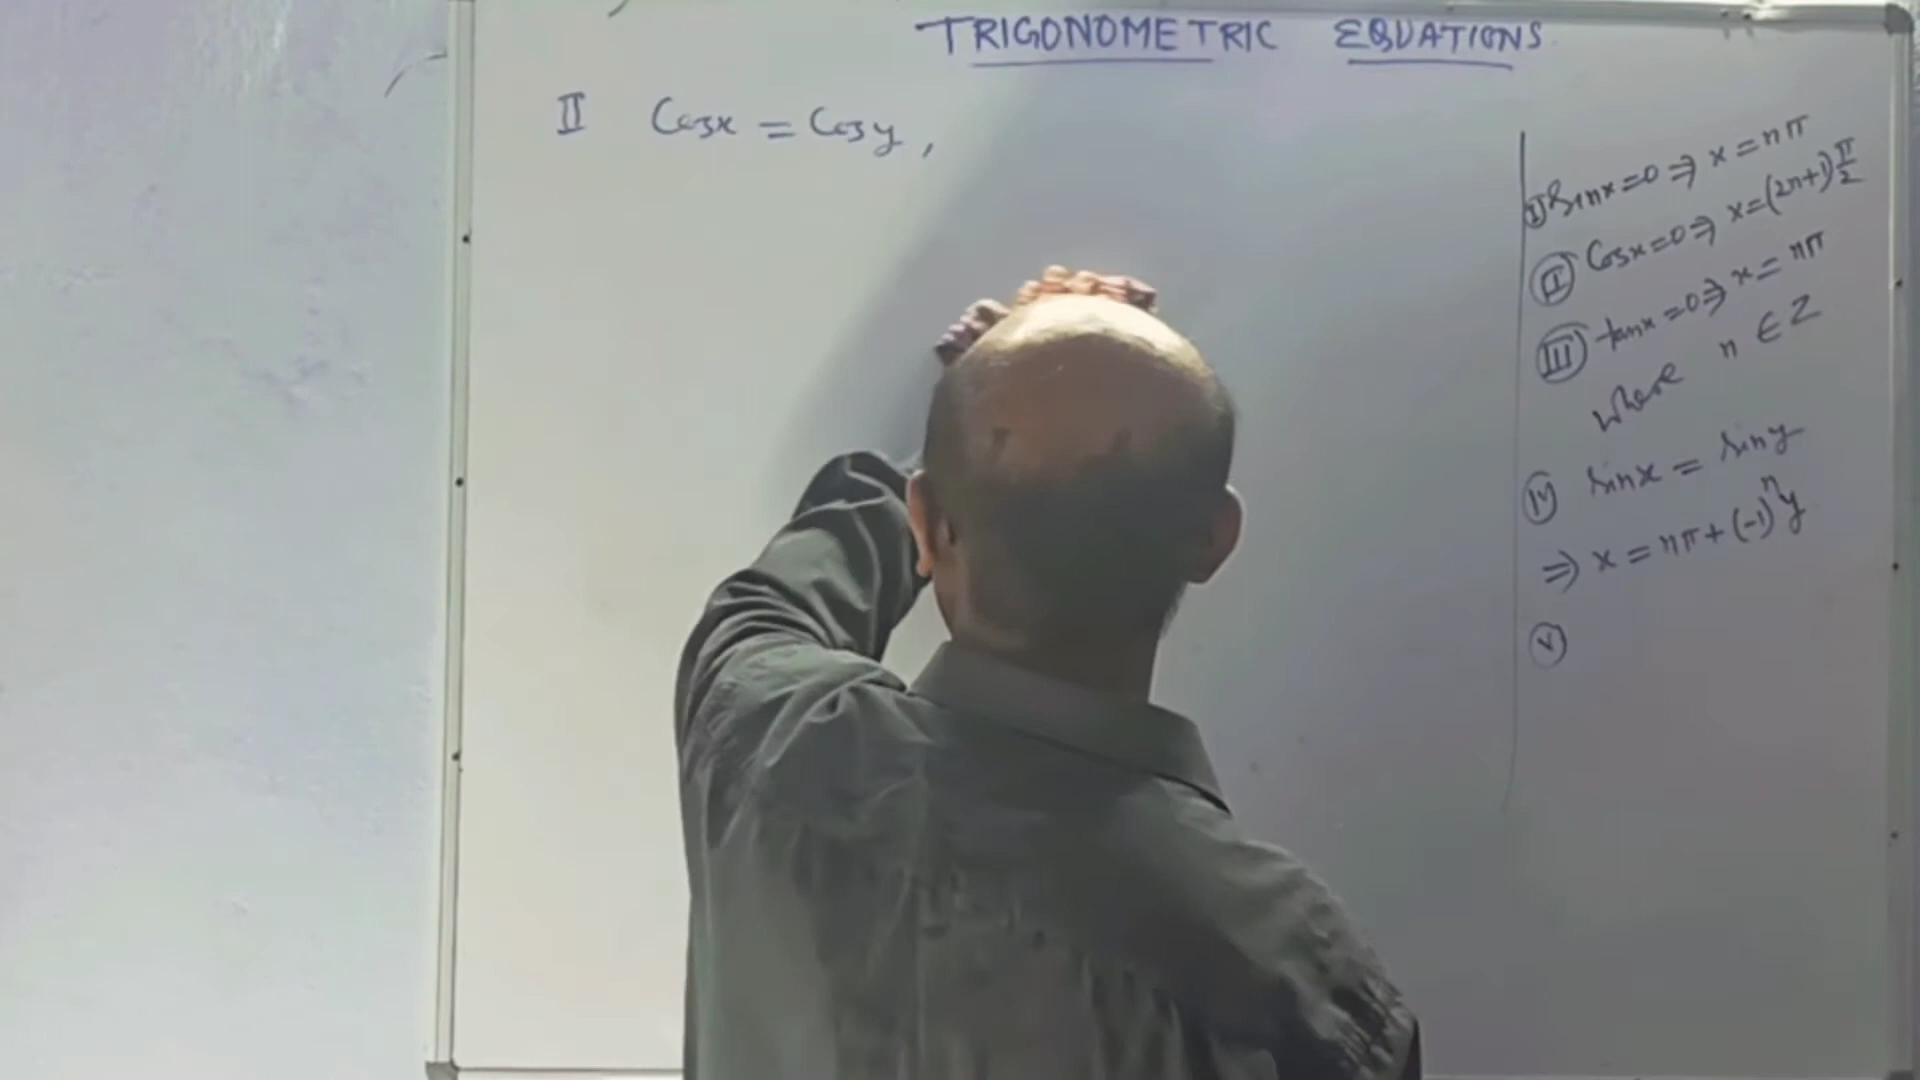 TRIGONOMETRIC EQUATIONS
II Cosx = Cosy,
I) Sinx=0 ⇒ x = nπ
II Cosx=0 ⇒ x=(2n+1)π/2
III tanx=0 ⇒ x = nπ
where n ∈ Z
IV sinx = siny
⇒ x = nπ + (-1)ⁿy
V